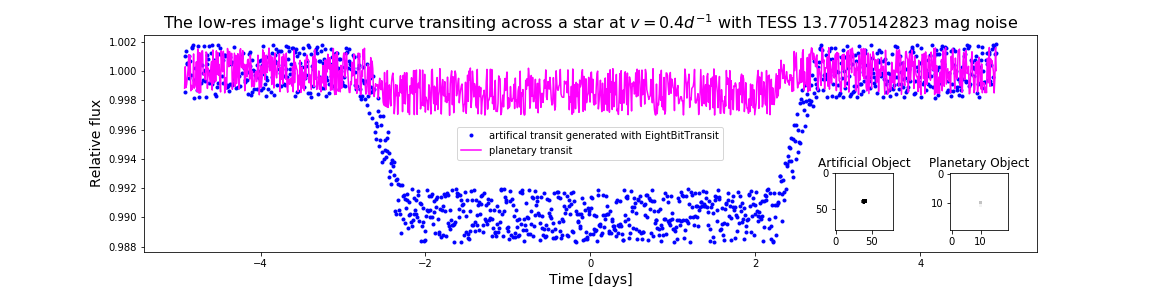 The low-res image's light curve transiting across a star at v = 0.4d⁻¹ with TESS 13.7705142823 mag noise
Relative flux
1.002
1.000
0.998
0.996
0.994
0.992
0.990
0.988
artifical transit generated with EightBitTransit
planetary transit
Artificial Object
0
50
0 50
Planetary Object
0
10
0 10
−4 −2 0 2 4
Time [days]